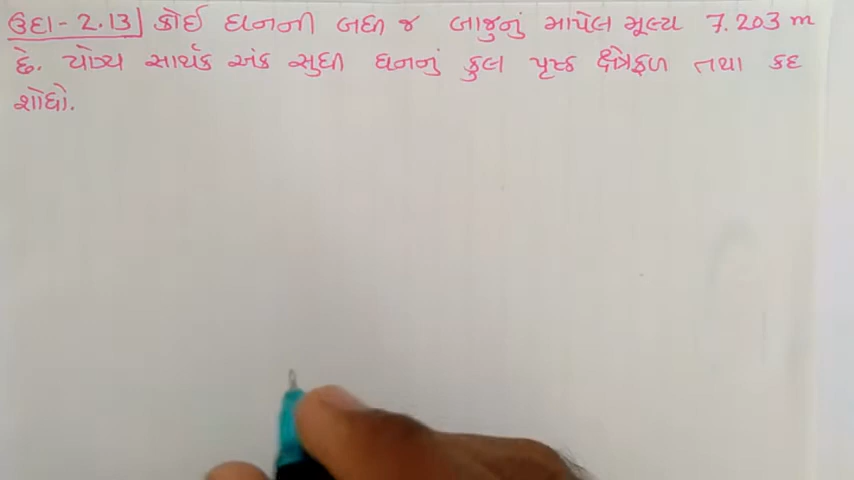 ઉદા-2.13| કોઈ ઘનની બધી જ બાજુનું માપેલ મૂલ્ય 7.203 m
છે. યોગ્ય સાર્થક અંક સુધી ઘનનું કુલ પૃષ્ઠ ક્ષેત્રફળ તથા કદ
શોધો.